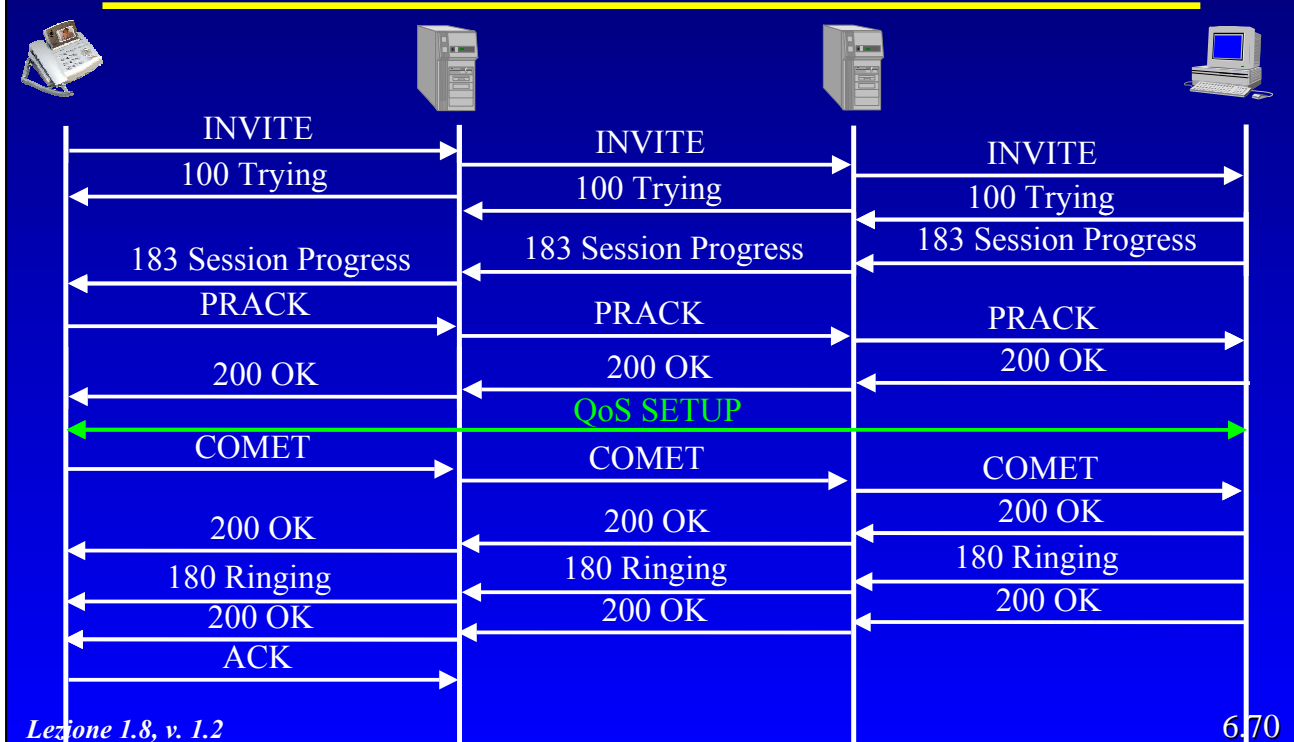 INVITE
INVITE
INVITE
100 Trying
100 Trying
100 Trying
183 Session Progress
183 Session Progress
183 Session Progress
PRACK
PRACK
PRACK
200 OK
200 OK
200 OK
QoS SETUP
COMET
COMET
COMET
200 OK
200 OK
200 OK
180 Ringing
180 Ringing
180 Ringing
200 OK
200 OK
200 OK
ACK
Lezione 1.8, v. 1.2
6.70